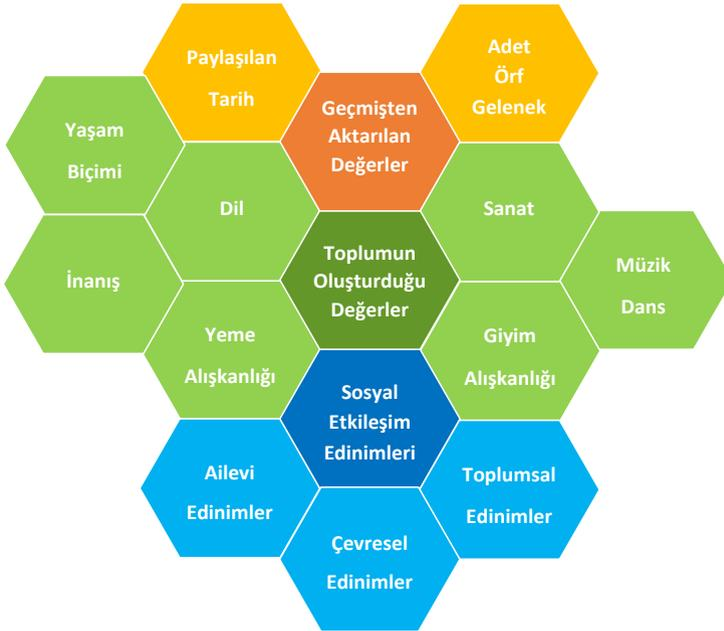 Paylaşılan
Tarih
Adet
Örf
Gelenek
Geçmişten
Aktarılan
Değerler
Yaşam
Biçimi
Dil
Sanat
Toplumun
Oluşturduğu
Değerler
İnanış
Müzik
Dans
Yeme
Alışkanlığı
Giyim
Alışkanlığı
Sosyal
Etkileşim
Edinimleri
Ailevi
Edinimler
Toplumsal
Edinimler
Çevresel
Edinimler